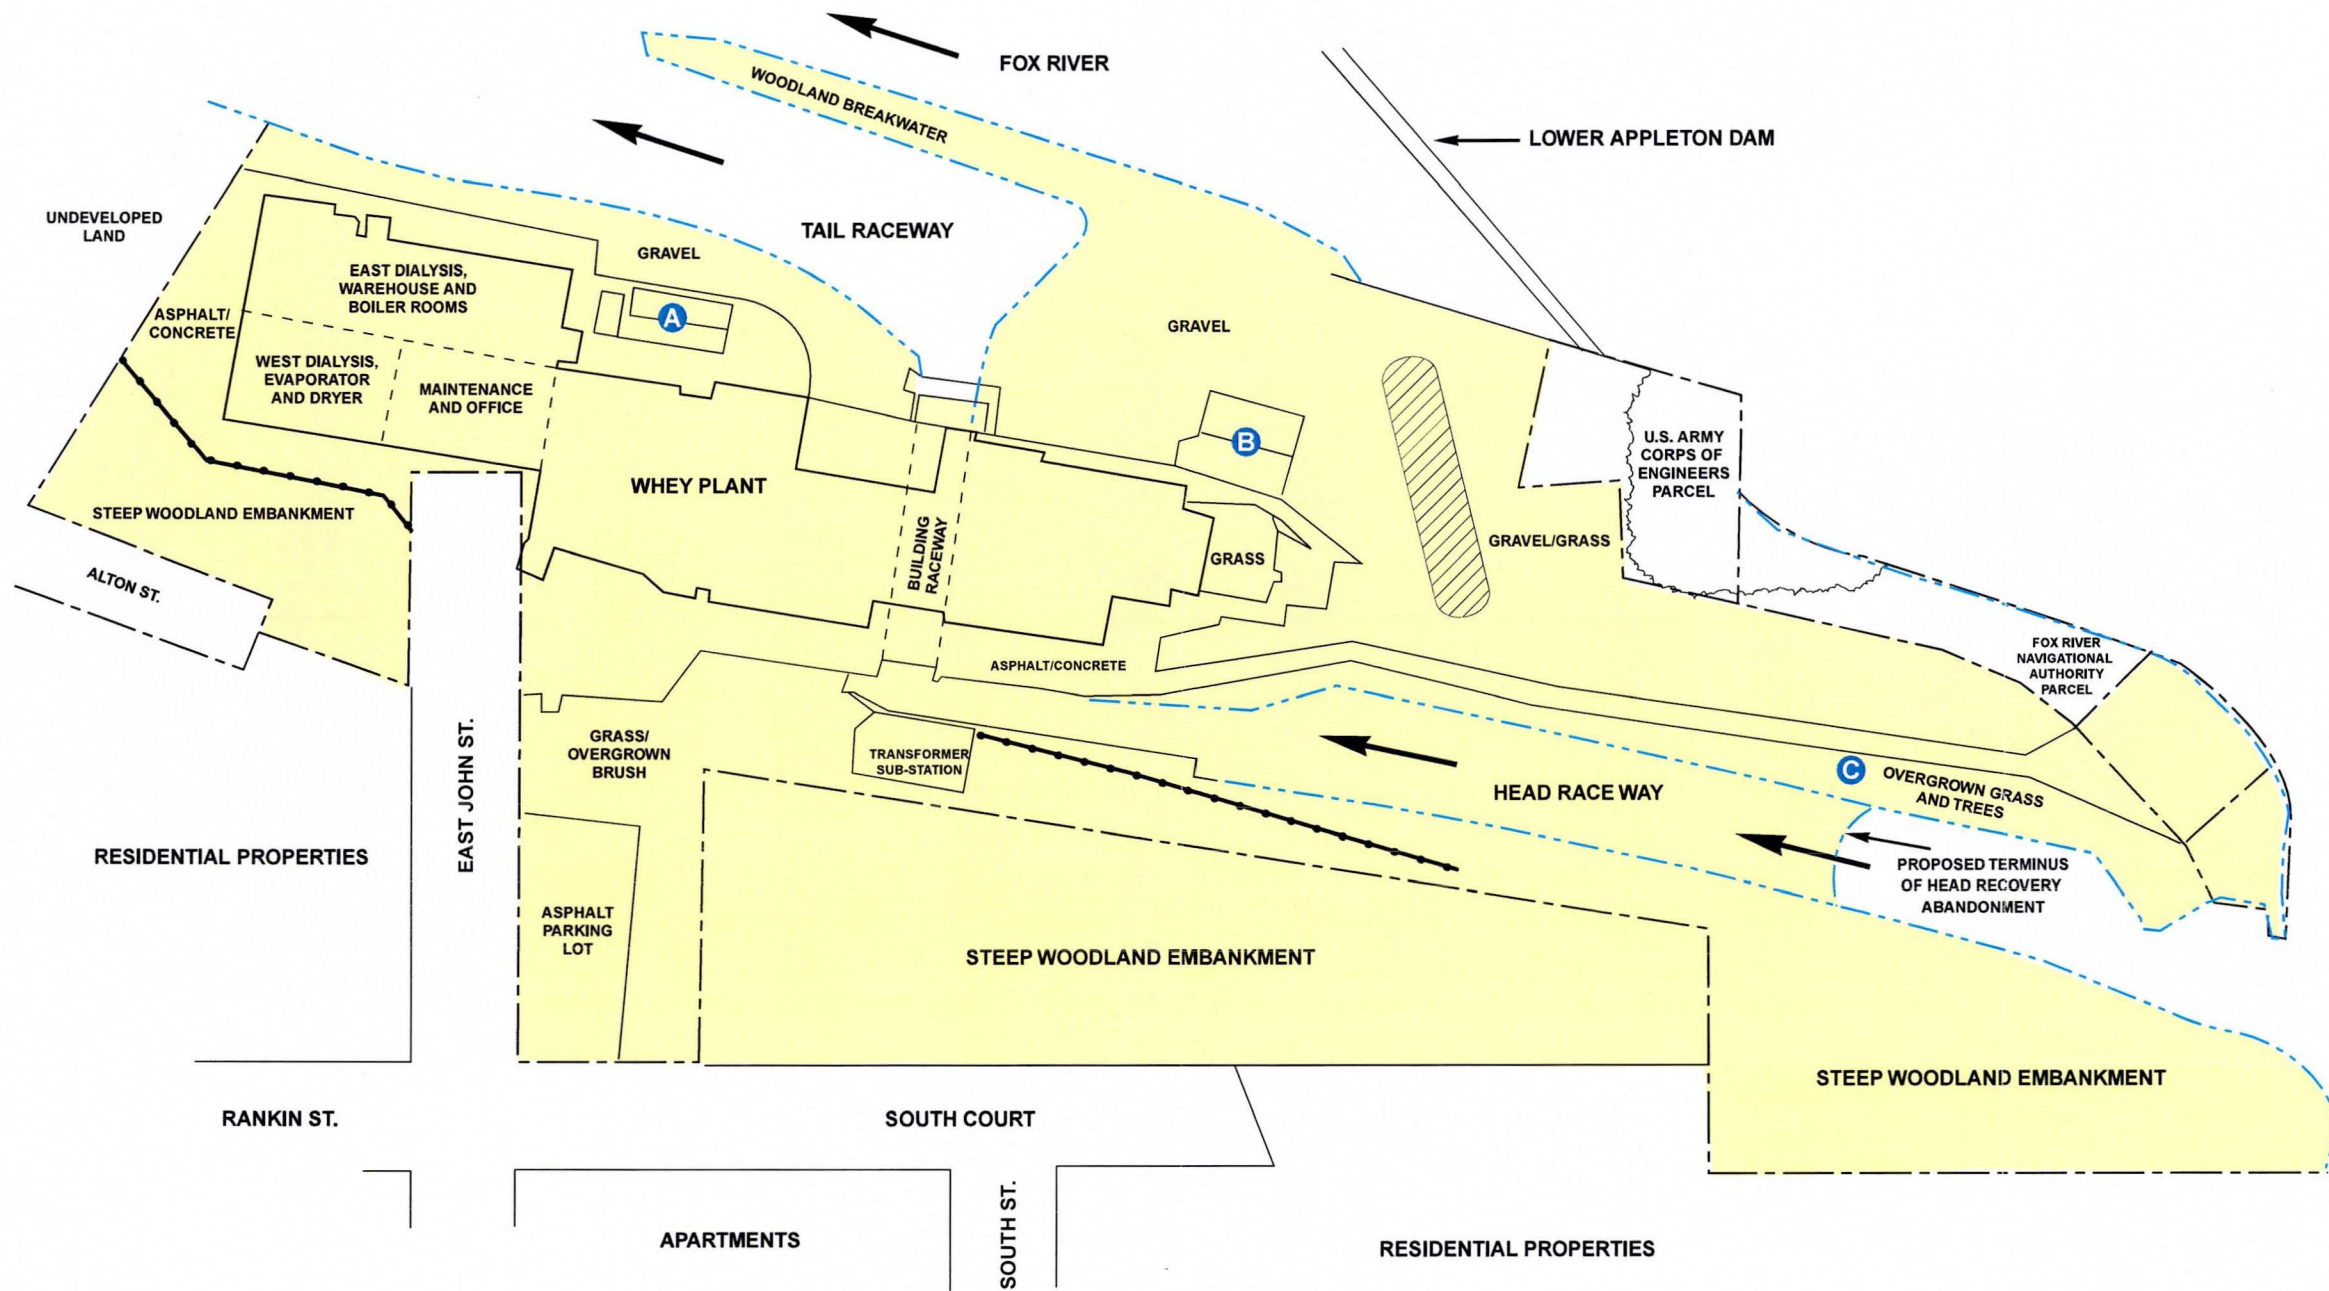 FOX RIVER
WOODLAND BREAKWATER
LOWER APPLETON DAM
UNDEVELOPED
LAND
TAIL RACEWAY
GRAVEL
EAST DIALYSIS,
WAREHOUSE AND
BOILER ROOMS
A
ASPHALT/
CONCRETE
GRAVEL
WEST DIALYSIS,
EVAPORATOR
AND DRYER
MAINTENANCE
AND OFFICE
B
U.S. ARMY
CORPS OF
ENGINEERS
PARCEL
WHEY PLANT
STEEP WOODLAND EMBANKMENT
BUILDING
RACEWAY
GRASS
GRAVEL/GRASS
ALTON ST.
ASPHALT/CONCRETE
FOX RIVER
NAVIGATIONAL
AUTHORITY
PARCEL
EAST JOHN ST.
GRASS/
OVERGROWN
BRUSH
TRANSFORMER
SUB-STATION
C
OVERGROWN GRASS
AND TREES
HEAD RACE WAY
RESIDENTIAL PROPERTIES
PROPOSED TERMINUS
OF HEAD RECOVERY
ABANDONMENT
ASPHALT
PARKING
LOT
STEEP WOODLAND EMBANKMENT
STEEP WOODLAND EMBANKMENT
RANKIN ST.
SOUTH COURT
SOUTH ST.
APARTMENTS
RESIDENTIAL PROPERTIES